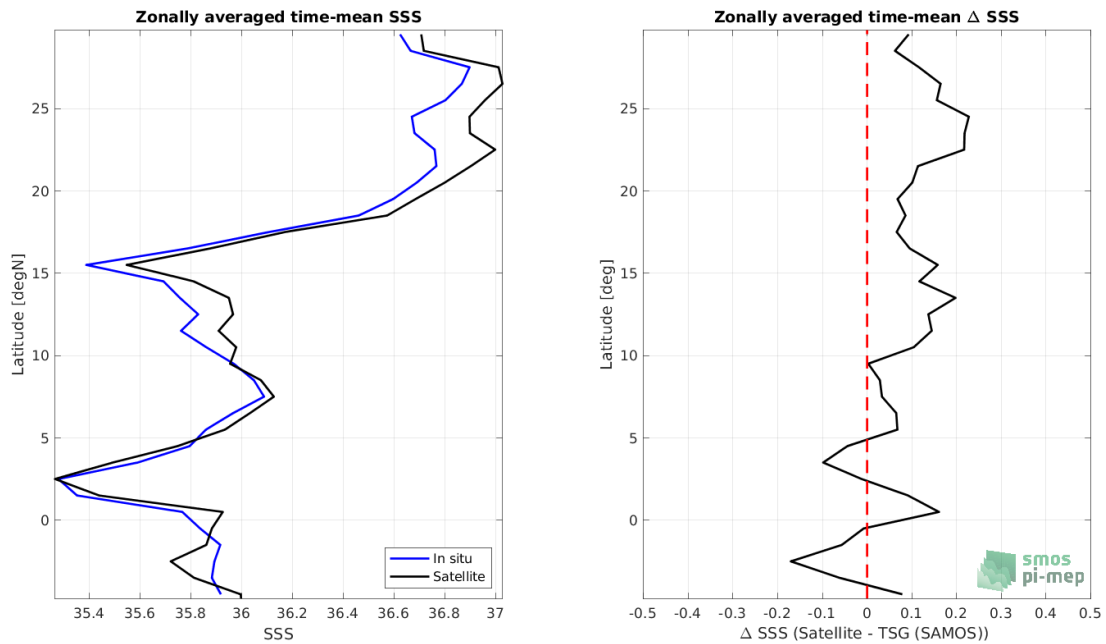 Zonally averaged time-mean SSS
Latitude [degN]
25
20
15
10
5
0
35.4 35.6 35.8 36 36.2 36.4 36.6 36.8 37
SSS
In situ
Satellite
Zonally averaged time-mean Δ SSS
Latitude [deg]
25
20
15
10
5
0
-0.5 -0.4 -0.3 -0.2 -0.1 0 0.1 0.2 0.3 0.4 0.5
Δ SSS (Satellite - TSG (SAMOS))
smos
pi-mep